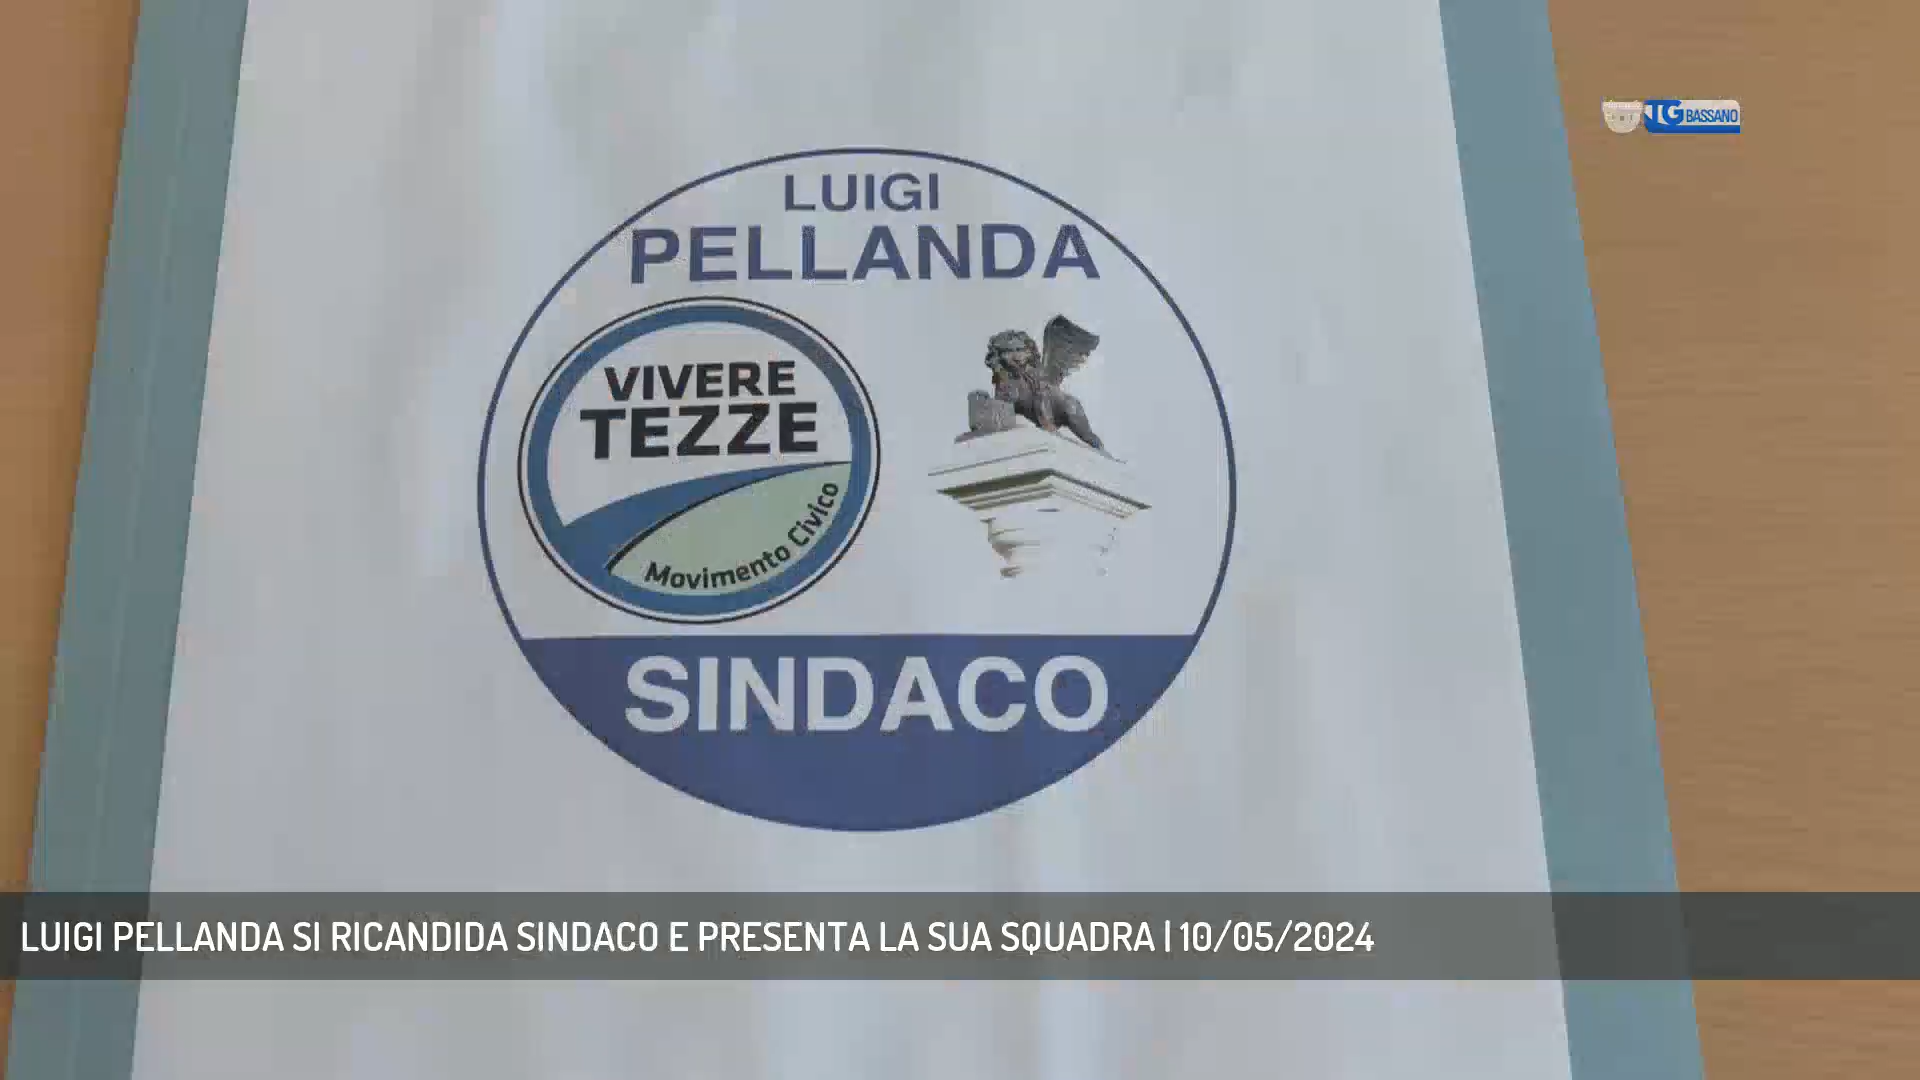 TG BASSANO
LUIGI
PELLANDA
VIVERE
TEZZE
Movimento Civico
SINDACO
LUIGI PELLANDA SI RICANDIDA SINDACO E PRESENTA LA SUA SQUADRA | 10/05/2024